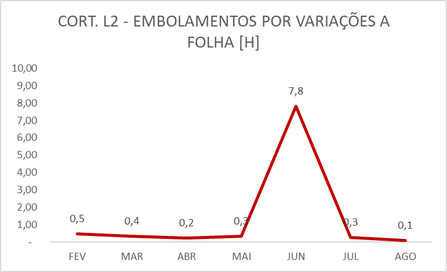 CORT. L2 - EMBOLAMENTOS POR VARIAÇÕES A
FOLHA [H]
10,00
9,00
8,00
7,00
6,00
5,00
4,00
3,00
2,00
1,00
-
0,5
0,4
0,2
0,3
7,8
0,3
0,1
FEV
MAR
ABR
MAI
JUN
JUL
AGO